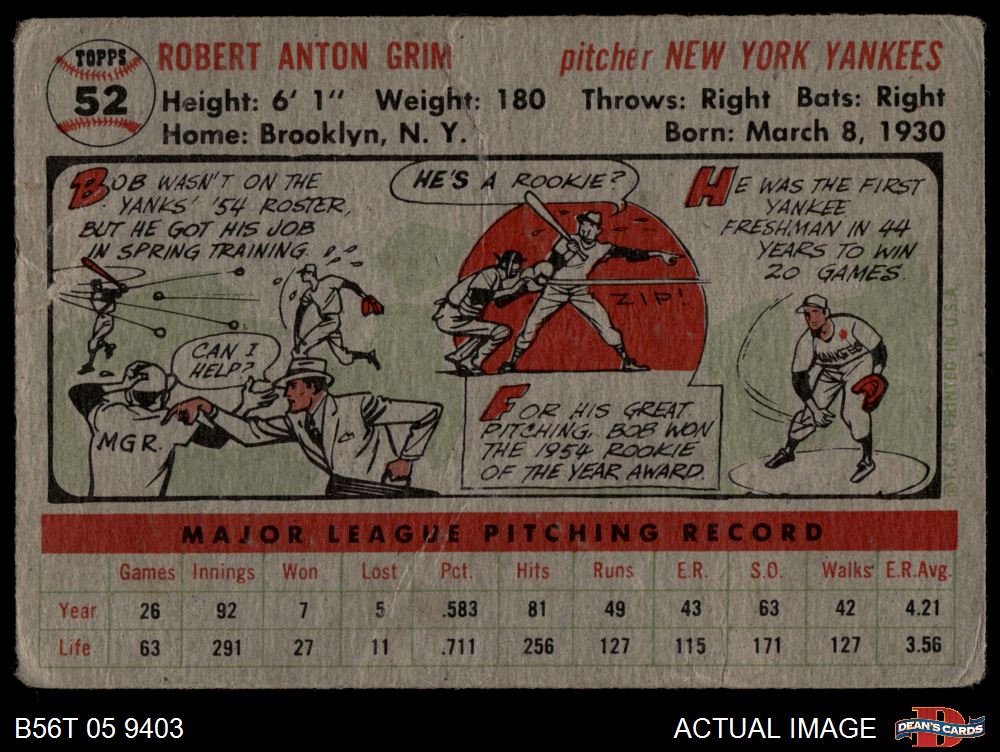 TOPPS
52
ROBERT ANTON GRIM
pitcher NEW YORK YANKEES
Height: 6' 1" Weight: 180 Throws: Right Bats: Right
Home: Brooklyn, N. Y. Born: March 8, 1930
BOB WASN'T ON THE
YANKS' '54 ROSTER,
BUT HE GOT HIS JOB
IN SPRING TRAINING.
CAN I
HELP?
MGR.
HE'S A ROOKIE?
ZIP!
FOR HIS GREAT
PITCHING, BOB WON
THE 1954 ROOKIE
OF THE YEAR AWARD.
HE WAS THE FIRST
YANKEE
FRESHMAN IN 44
YEARS TO WIN
20 GAMES.
YANKEES
©T.C.G. PRINTED IN U.S.A.
MAJOR LEAGUE PITCHING RECORD
Games Innings Won Lost Pct. Hits Runs E.R. S.O. Walks E.R.Avg.
Year 26 92 7 5 .583 81 49 43 63 42 4.21
Life 63 291 27 11 .711 256 127 115 171 127 3.56
B56T 05 9403
ACTUAL IMAGE
DEAN'S CARDS